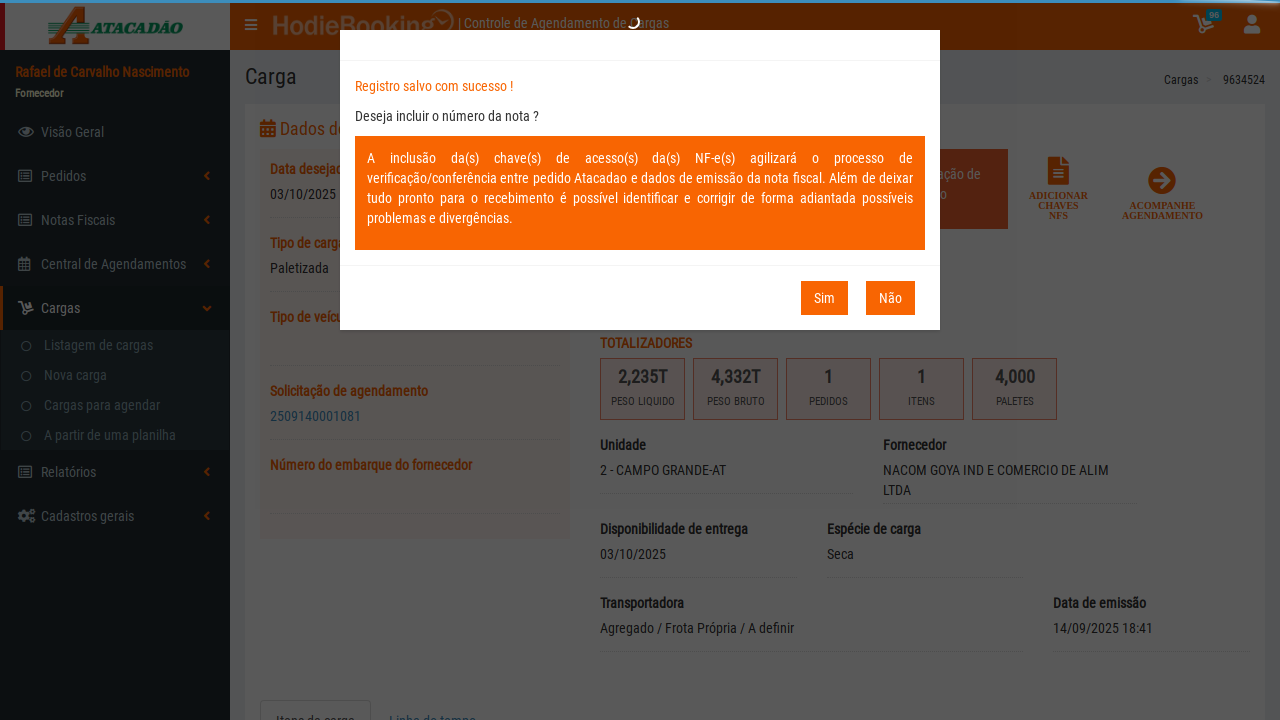 ATACADÃO
HodieBooking | Controle de Agendamento de Cargas
96
Rafael de Carvalho Nascimento
Fornecedor
Visão Geral
Pedidos
Notas Fiscais
Central de Agendamentos
Cargas
Listagem de cargas
Nova carga
Cargas para agendar
A partir de uma planilha
Relatórios
Cadastros gerais
Carga
Cargas
9634524
Registro salvo com sucesso !
Deseja incluir o número da nota ?
A inclusão da(s) chave(s) de acesso(s) da(s) NF-e(s) agilizará o processo de
verificação/conferência entre pedido Atacadao e dados de emissão da nota fiscal. Além de deixar
tudo pronto para o recebimento é possível identificar e corrigir de forma adiantada possíveis
problemas e divergências.
Sim
Não
Dados d
Data deseja
03/10/2025
Tipo de carga
Paletizada
Tipo de veícu
Solicitação de agendamento
2509140001081
Número do embarque do fornecedor
ação de
o
ADICIONAR
CHAVES
NFS
ACOMPANHE
AGENDAMENTO
TOTALIZADORES
2,235T
PESO LIQUIDO
4,332T
PESO BRUTO
1
PEDIDOS
1
ITENS
4,000
PALETES
Unidade
2 - CAMPO GRANDE-AT
Fornecedor
NACOM GOYA IND E COMERCIO DE ALIM
LTDA
Disponibilidade de entrega
03/10/2025
Espécie de carga
Seca
Transportadora
Agregado / Frota Própria / A definir
Data de emissão
14/09/2025 18:41
Itens da carga
Linha do tempo